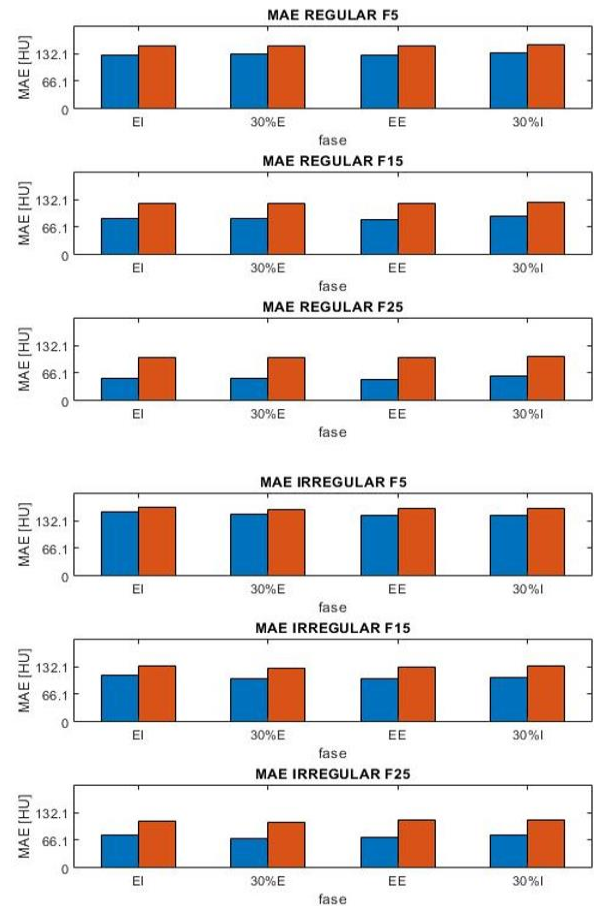 MAE REGULAR F5
MAE [HU]
132.1
66.1
0
EI 30%E EE 30%I
fase
MAE REGULAR F15
MAE [HU]
132.1
66.1
0
EI 30%E EE 30%I
fase
MAE REGULAR F25
MAE [HU]
132.1
66.1
0
EI 30%E EE 30%I
fase
MAE IRREGULAR F5
MAE [HU]
132.1
66.1
0
EI 30%E EE 30%I
fase
MAE IRREGULAR F15
MAE [HU]
132.1
66.1
0
EI 30%E EE 30%I
fase
MAE IRREGULAR F25
MAE [HU]
132.1
66.1
0
EI 30%E EE 30%I
fase